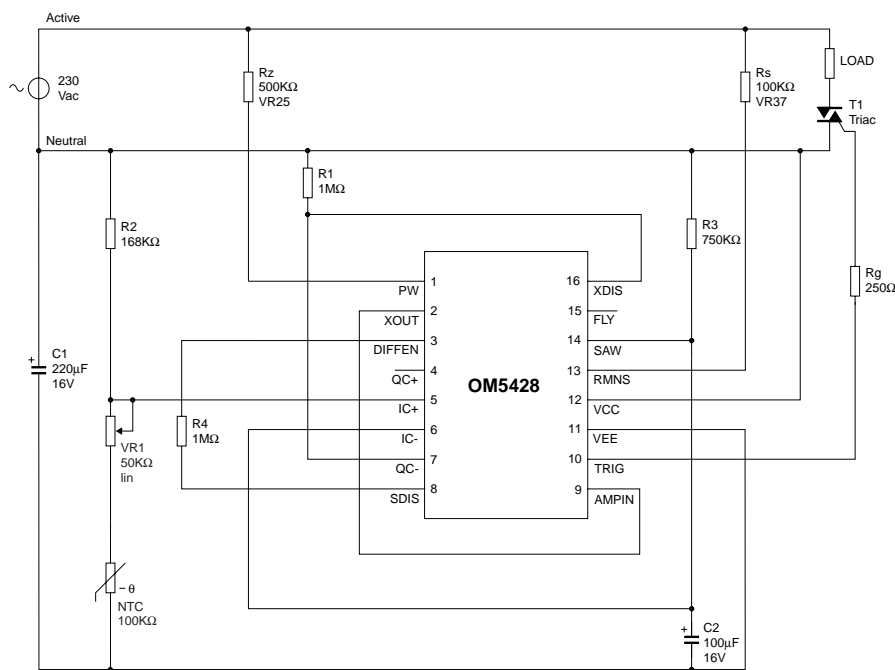 Active
230
Vac
Rz
500KΩ
VR25
Rs
100KΩ
VR37
LOAD
T1
Triac
Neutral
R1
1MΩ
R2
168KΩ
R3
750KΩ
Rg
250Ω
1
PW
2
XOUT
3
DIFFEN
4
QC+
5
IC+
6
IC-
7
QC-
8
SDIS
OM5428
16
XDIS
15
FLY
14
SAW
13
RMNS
12
VCC
11
VEE
10
TRIG
9
AMPIN
+
C1
220µF
16V
R4
1MΩ
VR1
50KΩ
lin
-θ
NTC
100KΩ
+
C2
100µF
16V